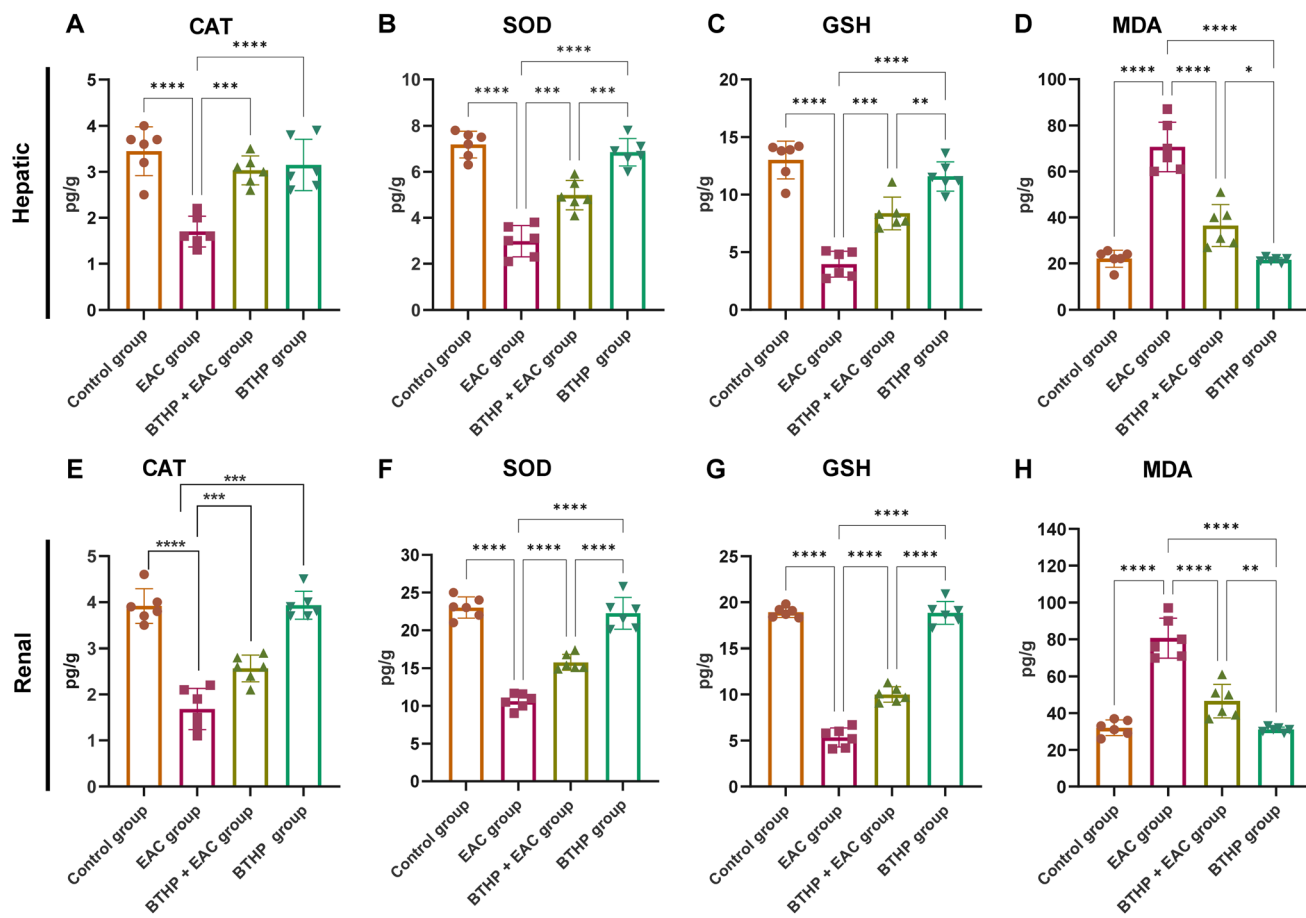 A CAT
B SOD
C GSH
D MDA
Hepatic
pg/g
5
4
3
2
1
0
**** *** ****
Control group
EAC group
BTHP + EAC group
BTHP group
pg/g
10
8
6
4
2
0
**** *** *** ****
Control group
EAC group
BTHP + EAC group
BTHP group
pg/g
20
15
10
5
0
**** *** ** ****
Control group
EAC group
BTHP + EAC group
BTHP group
pg/g
100
80
60
40
20
0
**** **** * ****
Control group
EAC group
BTHP + EAC group
BTHP group
E CAT
F SOD
G GSH
H MDA
Renal
pg/g
5
4
3
2
1
0
**** *** ***
Control group
EAC group
BTHP + EAC group
BTHP group
pg/g
30
25
20
15
10
5
0
**** **** **** ****
Control group
EAC group
BTHP + EAC group
BTHP group
pg/g
25
20
15
10
5
0
**** **** **** ****
Control group
EAC group
BTHP + EAC group
BTHP group
pg/g
140
120
100
80
60
40
20
0
**** **** ** ****
Control group
EAC group
BTHP + EAC group
BTHP group